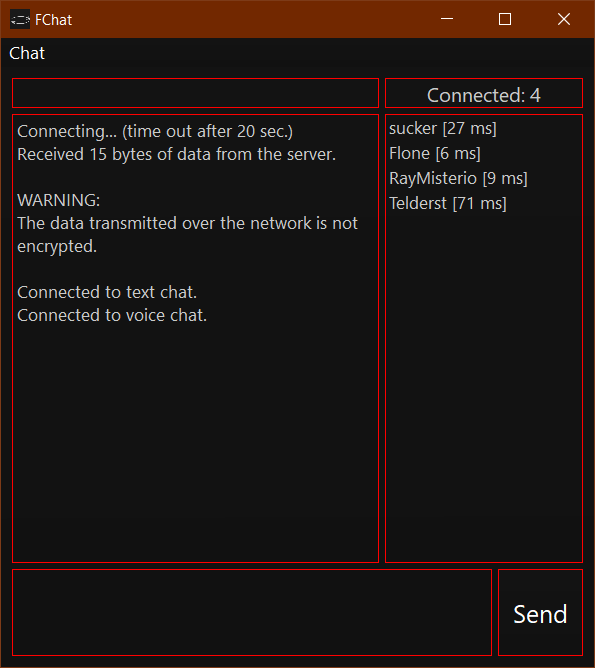 FChat
Chat
Connected: 4
Connecting... (time out after 20 sec.)
Received 15 bytes of data from the server.
WARNING:
The data transmitted over the network is not
encrypted.
Connected to text chat.
Connected to voice chat.
sucker [27 ms]
Flone [6 ms]
RayMisterio [9 ms]
Telderst [71 ms]
Send